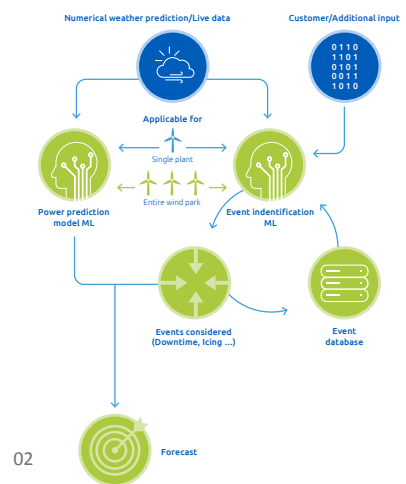 Numerical weather prediction/Live data
Customer/Additional input
0110
1101
0101
0011
1010
Applicable for
Single plant
Entire wind park
Power prediction
model ML
Event indentification
ML
Events considered
(Downtime, Icing ...)
Event
database
Forecast
02